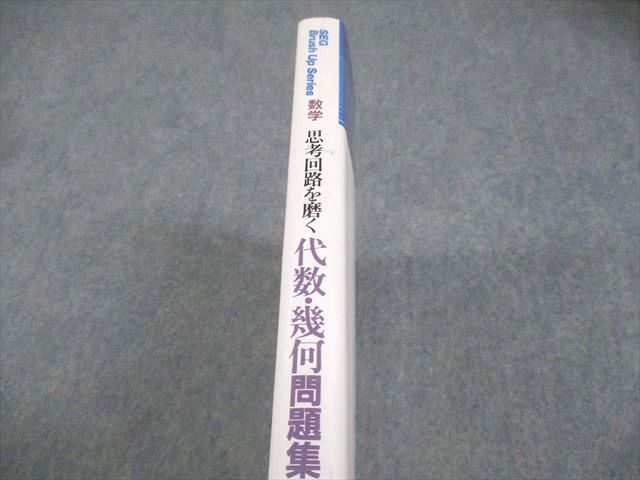 SEG
Brush Up Series
数学
思考回路を磨く
代数・幾何問題集